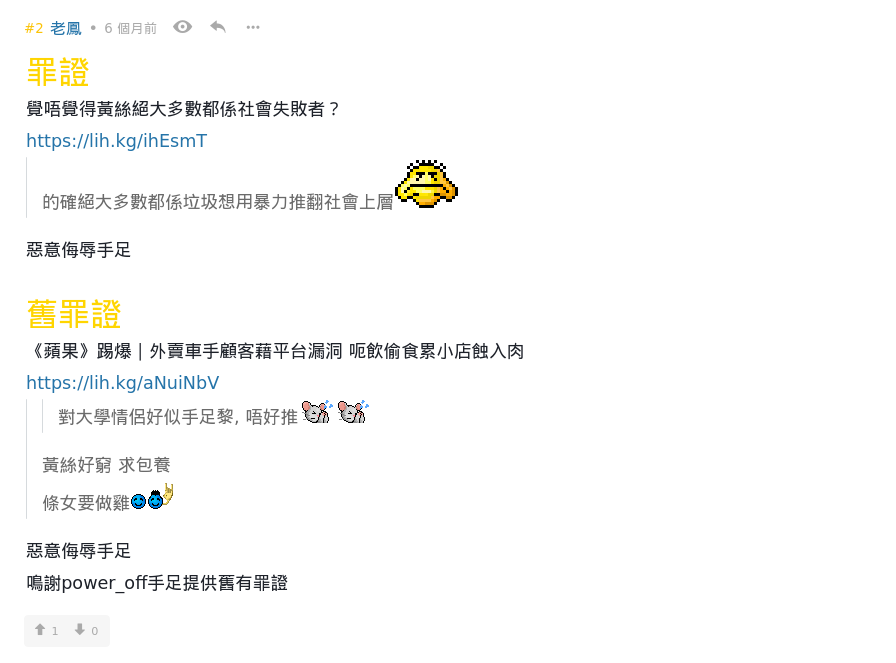 #2 老鳳 • 6 個月前
罪證
覺唔覺得黃絲絕大多數都係社會失敗者？
https://lih.kg/ihEsmT
的確絕大多數都係垃圾想用暴力推翻社會上層
惡意侮辱手足
舊罪證
《蘋果》踢爆｜外賣車手顧客藉平台漏洞 呃飲偷食累小店蝕入肉
https://lih.kg/aNuiNbV
對大學情侶好似手足黎, 唔好推
黃絲好窮 求包養
條女要做雞
惡意侮辱手足
鳴謝power_off手足提供舊有罪證
1 0